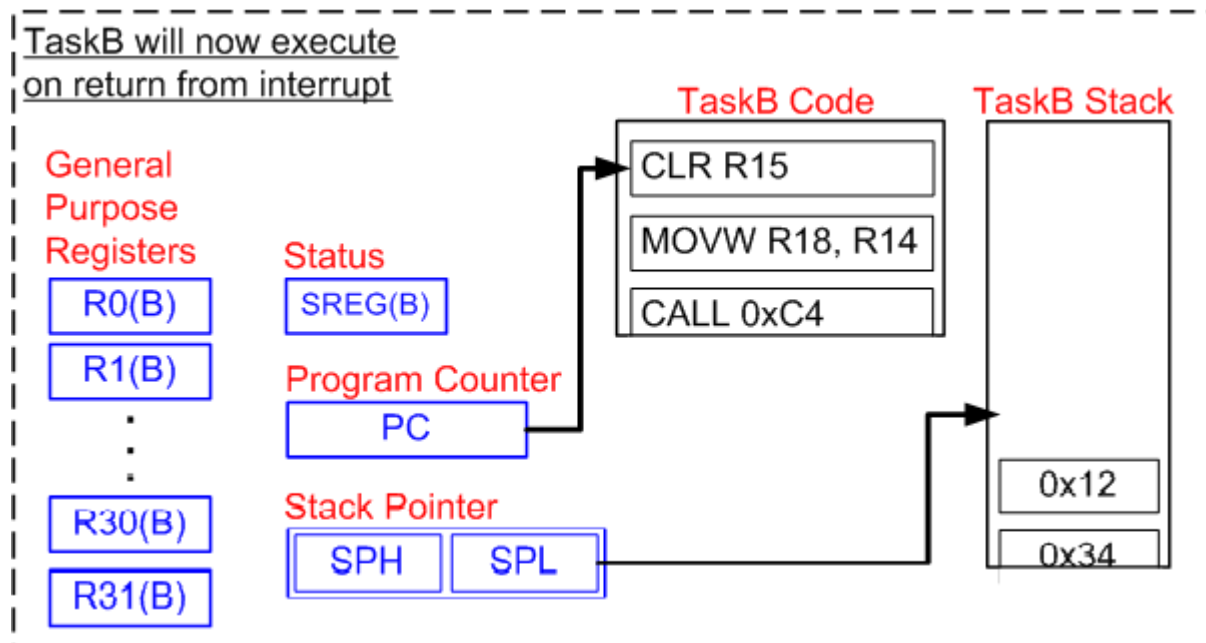 TaskB will now execute
on return from interrupt
General
Purpose
Registers
R0(B)
R1(B)
R30(B)
R31(B)
Status
SREG(B)
Program Counter
PC
Stack Pointer
SPH SPL
TaskB Code
CLR R15
MOVW R18, R14
CALL 0xC4
TaskB Stack
0x12
0x34